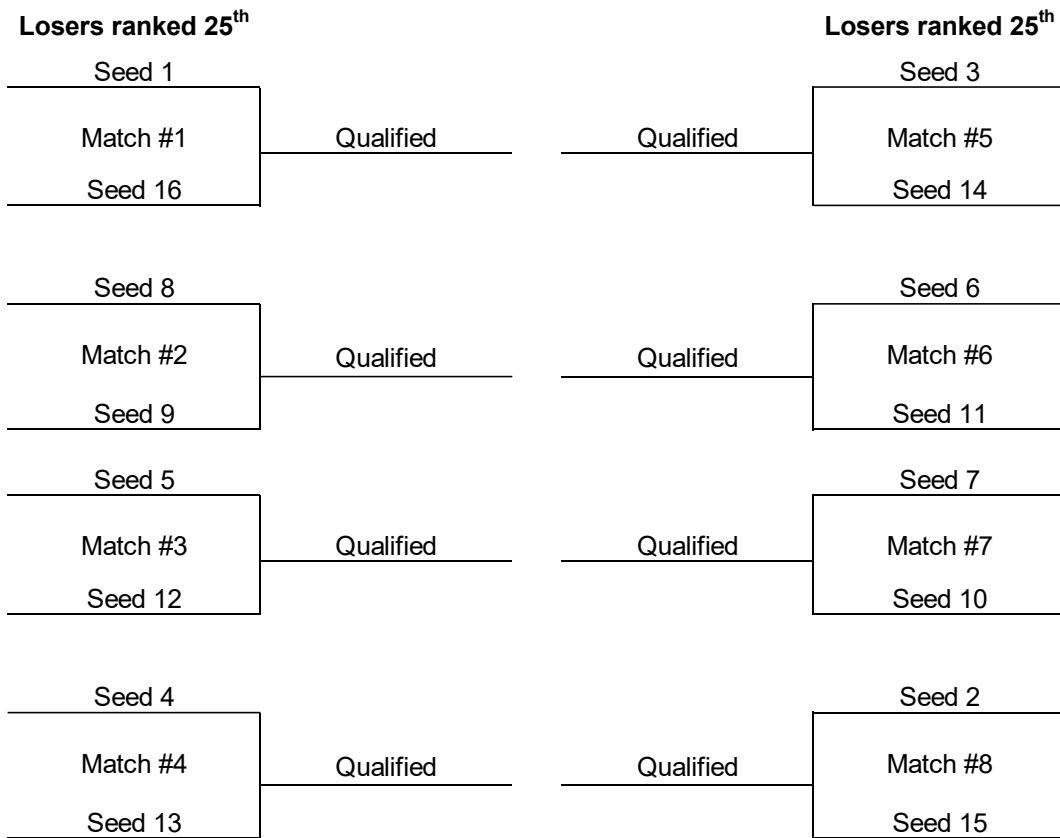 Losers ranked 25th
Losers ranked 25th
Seed 1
Seed 3
Match #1
Qualified
Qualified
Match #5
Seed 16
Seed 14
Seed 8
Seed 6
Match #2
Qualified
Qualified
Match #6
Seed 9
Seed 11
Seed 5
Seed 7
Match #3
Qualified
Qualified
Match #7
Seed 12
Seed 10
Seed 4
Seed 2
Match #4
Qualified
Qualified
Match #8
Seed 13
Seed 15